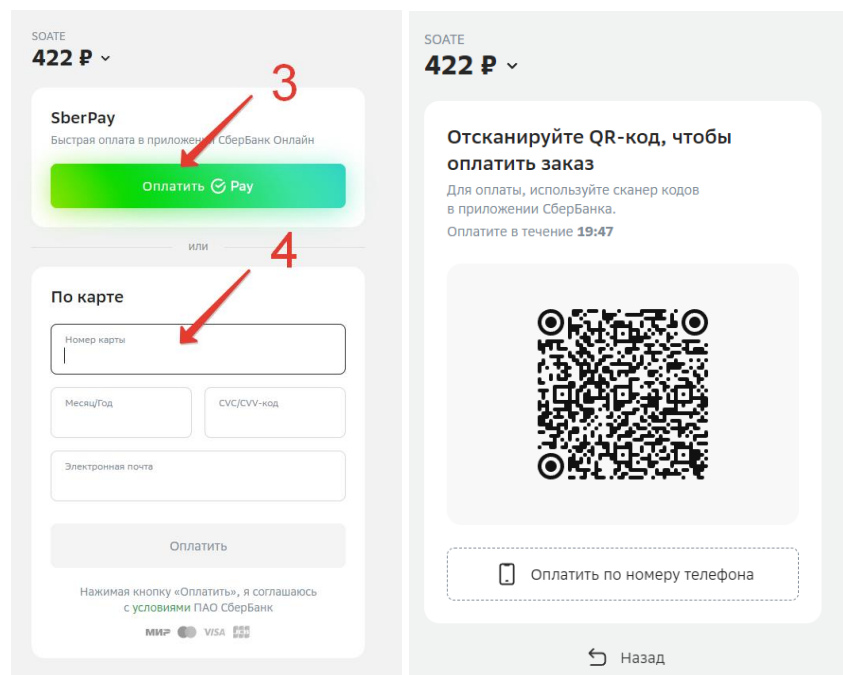 SOATE
422 ₽
3
SberPay
Быстрая оплата в приложении СберБанк Онлайн
Оплатить Pay
или
4
По карте
Номер карты
Месяц/Год
CVC/CVV-код
Электронная почта
Оплатить
Нажимая кнопку «Оплатить», я соглашаюсь
с условиями ПАО СберБанк
МИР VISA JCB
SOATE
422 ₽
Отсканируйте QR-код, чтобы
оплатить заказ
Для оплаты, используйте сканер кодов
в приложении СберБанка.
Оплатите в течение 19:47
Оплатить по номеру телефона
Назад